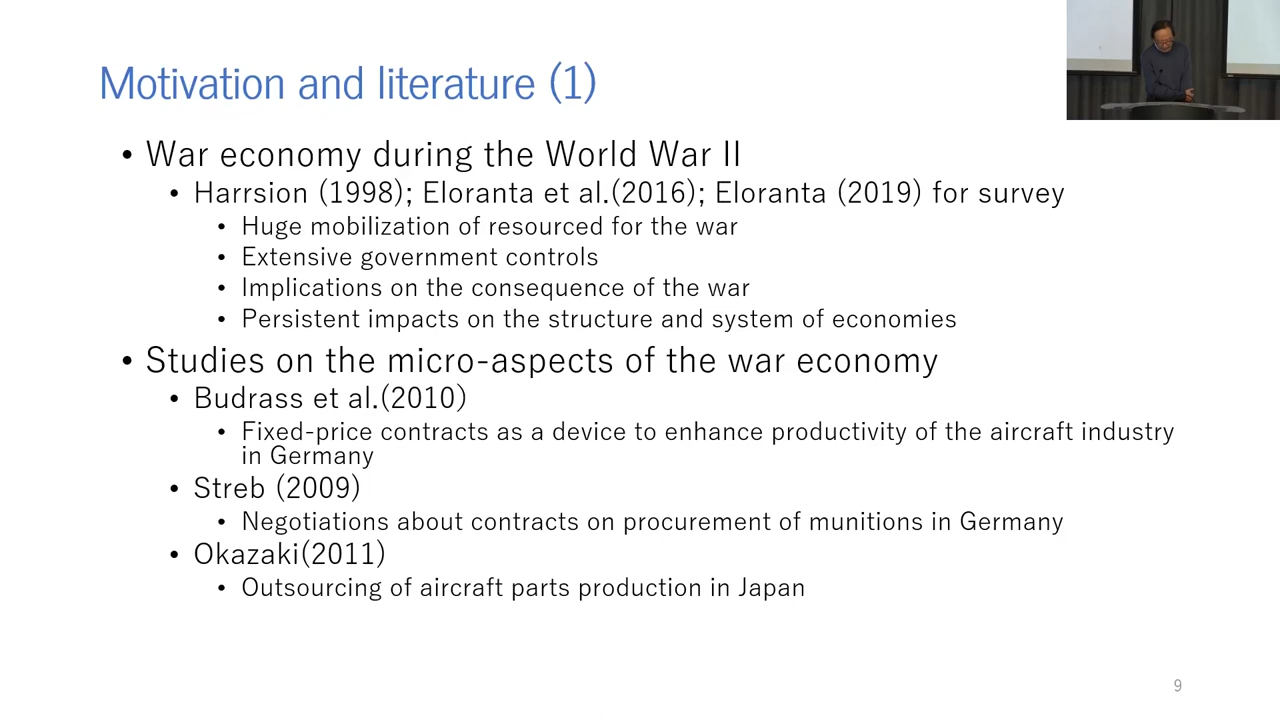 Motivation and literature (1)
• War economy during the World War II
• Harrsion (1998); Eloranta et al.(2016); Eloranta (2019) for survey
• Huge mobilization of resourced for the war
• Extensive government controls
• Implications on the consequence of the war
• Persistent impacts on the structure and system of economies
• Studies on the micro-aspects of the war economy
• Budrass et al.(2010)
• Fixed-price contracts as a device to enhance productivity of the aircraft industry
in Germany
• Streb (2009)
• Negotiations about contracts on procurement of munitions in Germany
• Okazaki(2011)
• Outsourcing of aircraft parts production in Japan
9